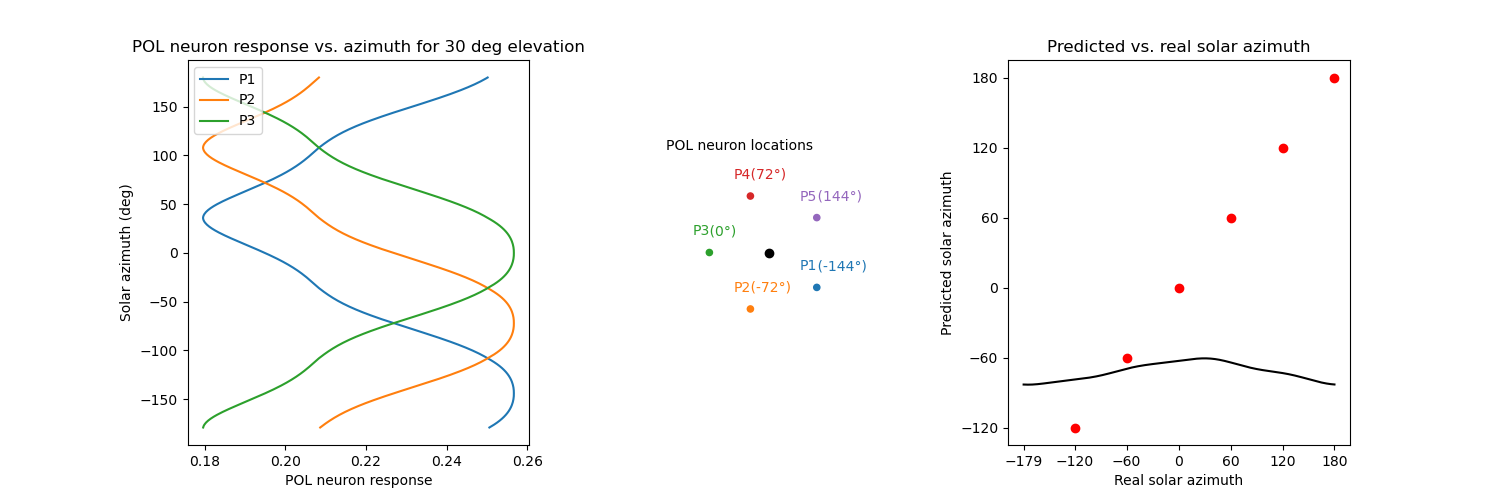 POL neuron response vs. azimuth for 30 deg elevation
P1
P2
P3
Solar azimuth (deg)
150
100
50
0
−50
−100
−150
0.18 0.20 0.22 0.24 0.26
POL neuron response
POL neuron locations
P4(72°)
P5(144°)
P3(0°)
P1(-144°)
P2(-72°)
Predicted vs. real solar azimuth
Predicted solar azimuth
180
120
60
0
−60
−120
−179 −120 −60 0 60 120 180
Real solar azimuth